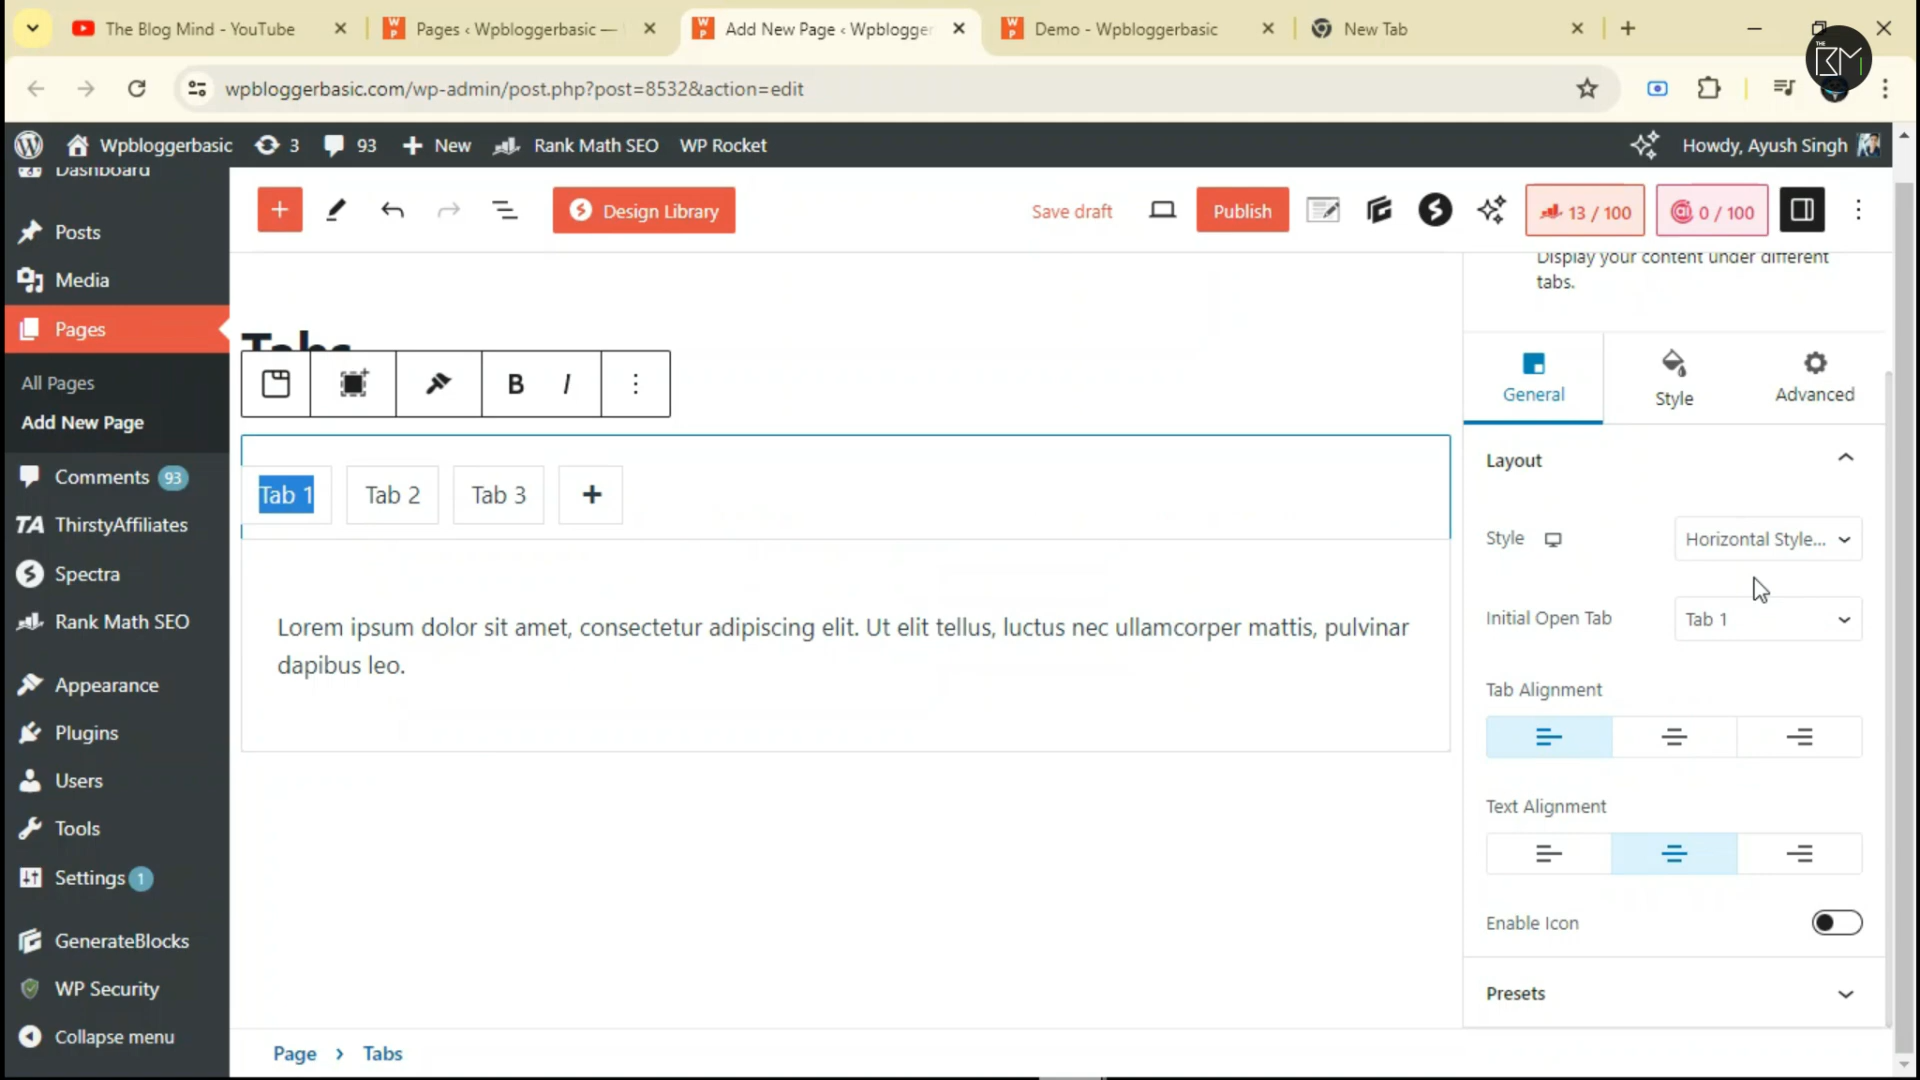 The Blog Mind - YouTube
Pages ‹ Wpbloggerbasic —
Add New Page ‹ Wpblogger
Demo - Wpbloggerbasic
New Tab
THE BM
wpbloggerbasic.com/wp-admin/post.php?post=8532&action=edit
Wpbloggerbasic 3 93 New Rank Math SEO WP Rocket
Howdy, Ayush Singh
Dashboard
Posts
Media
Pages
All Pages
Add New Page
Comments 93
TA ThirstyAffiliates
Spectra
Rank Math SEO
Appearance
Plugins
Users
Tools
Settings 1
GenerateBlocks
WP Security
Collapse menu
Design Library
Save draft
Publish
13 / 100
0 / 100
Tabs
B I
Tab 1
Tab 2
Tab 3
+
Lorem ipsum dolor sit amet, consectetur adipiscing elit. Ut elit tellus, luctus nec ullamcorper mattis, pulvinar
dapibus leo.
Page › Tabs
Display your content under different
tabs.
General
Style
Advanced
Layout
Style
Horizontal Style...
Initial Open Tab
Tab 1
Tab Alignment
Text Alignment
Enable Icon
Presets